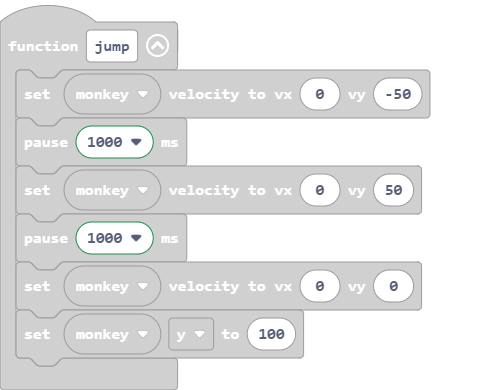 function jump
set monkey velocity to vx 0 vy -50
pause 1000 ms
set monkey velocity to vx 0 vy 50
pause 1000 ms
set monkey velocity to vx 0 vy 0
set monkey y to 100